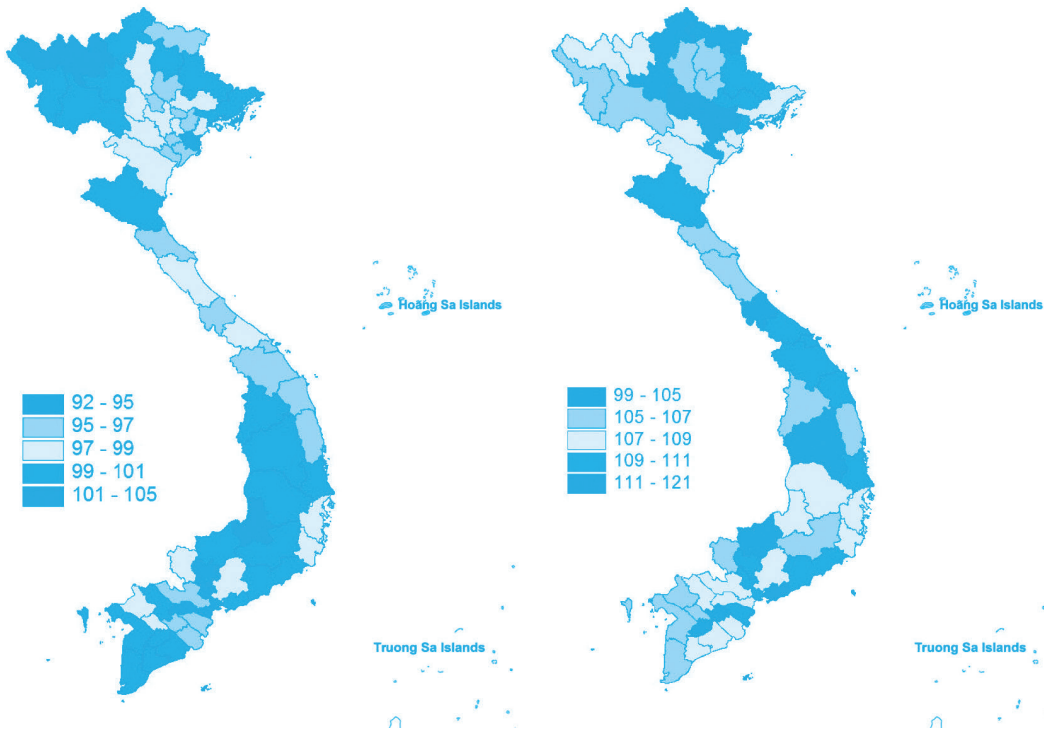 Hoàng Sa Islands
92 - 95
95 - 97
97 - 99
99 - 101
101 - 105
Truong Sa Islands
Hoàng Sa Islands
99 - 105
105 - 107
107 - 109
109 - 111
111 - 121
Truong Sa Islands